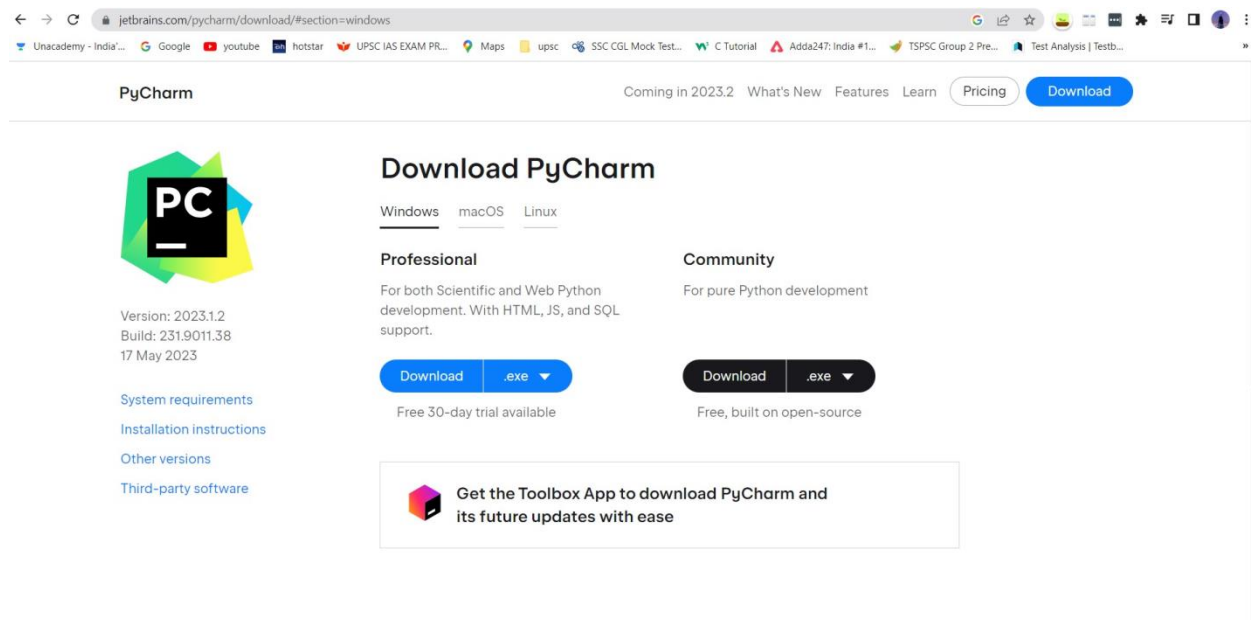 jetbrains.com/pycharm/download/#section=windows
Unacademy - India'... Google youtube hotstar UPSC IAS EXAM PR... Maps upsc SSC CGL Mock Test... C Tutorial Adda247: India #1... TSPSC Group 2 Pre... Test Analysis | Testb... »
PyCharm Coming in 2023.2 What's New Features Learn Pricing Download
PC
Version: 2023.1.2
Build: 231.9011.38
17 May 2023
System requirements
Installation instructions
Other versions
Third-party software
Download PyCharm
Windows macOS Linux
Professional
For both Scientific and Web Python
development. With HTML, JS, and SQL
support.
Download .exe
Free 30-day trial available
Community
For pure Python development
Download .exe
Free, built on open-source
Get the Toolbox App to download PyCharm and
its future updates with ease